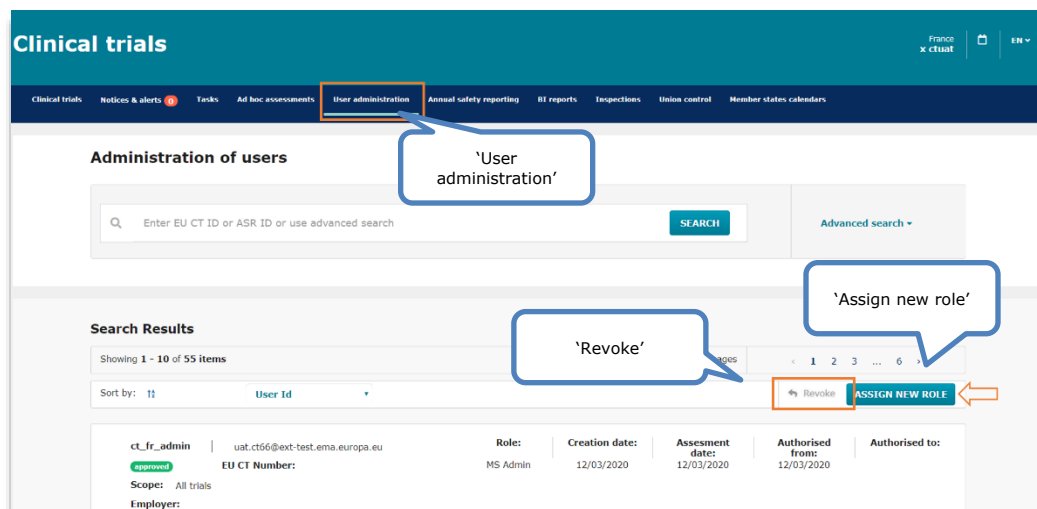 Clinical trials
France
x ctuat
EN
Clinical trials Notices & alerts 0 Tasks Ad hoc assessments User administration Annual safety reporting BI reports Inspections Union control Member states calendars
Administration of users
‘User
administration’
Enter EU CT ID or ASR ID or use advanced search
SEARCH
Advanced search
‘Assign new role’
Search Results
‘Revoke’
Showing 1 - 10 of 55 items
1 2 3 ... 6
Sort by: User Id
Revoke
ASSIGN NEW ROLE
ct_fr_admin | uat.ct66@ext-test.ema.europa.eu
approved
EU CT Number:
Scope: All trials
Employer:
Role:
MS Admin
Creation date:
12/03/2020
Assesment
date:
12/03/2020
Authorised
from:
12/03/2020
Authorised to: